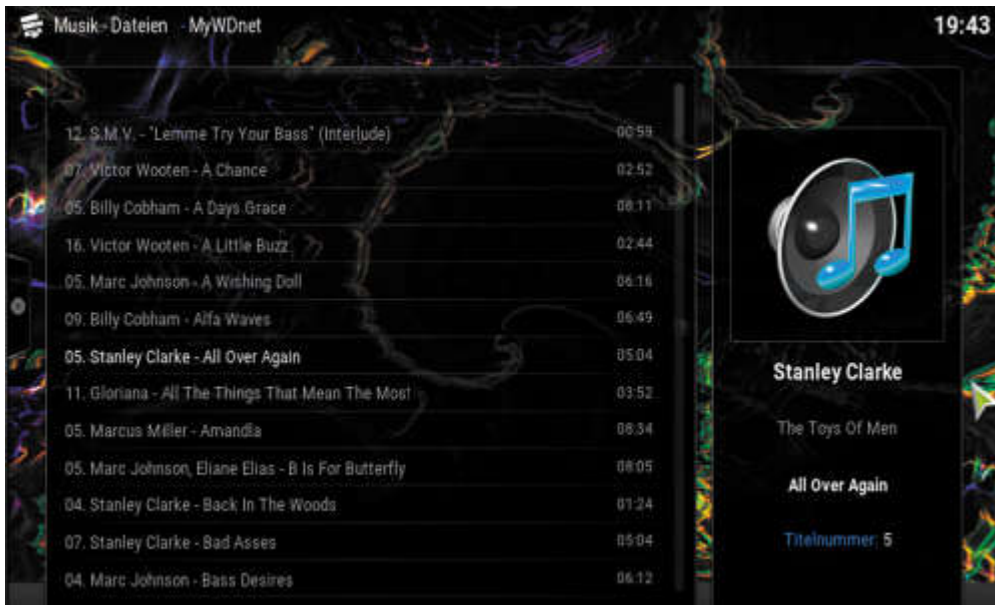 Musik - Dateien - MyWDnet
19:43
12. S.M.V. - "Lemme Try Your Bass" (Interlude) 00:59
07. Victor Wooten - A Chance 02:52
05. Billy Cobham - A Days Grace 08:11
16. Victor Wooten - A Little Buzz 02:44
05. Marc Johnson - A Wishing Doll 06:16
09. Billy Cobham - Alfa Waves 06:49
05. Stanley Clarke - All Over Again 05:04
11. Gloriana - All The Things That Mean The Most 03:52
05. Marcus Miller - Amandla 08:34
05. Marc Johnson, Eliane Elias - B Is For Butterfly 08:05
04. Stanley Clarke - Back In The Woods 01:24
07. Stanley Clarke - Bad Asses 05:04
04. Marc Johnson - Bass Desires 06:12
Stanley Clarke
The Toys Of Men
All Over Again
Titelnummer: 5